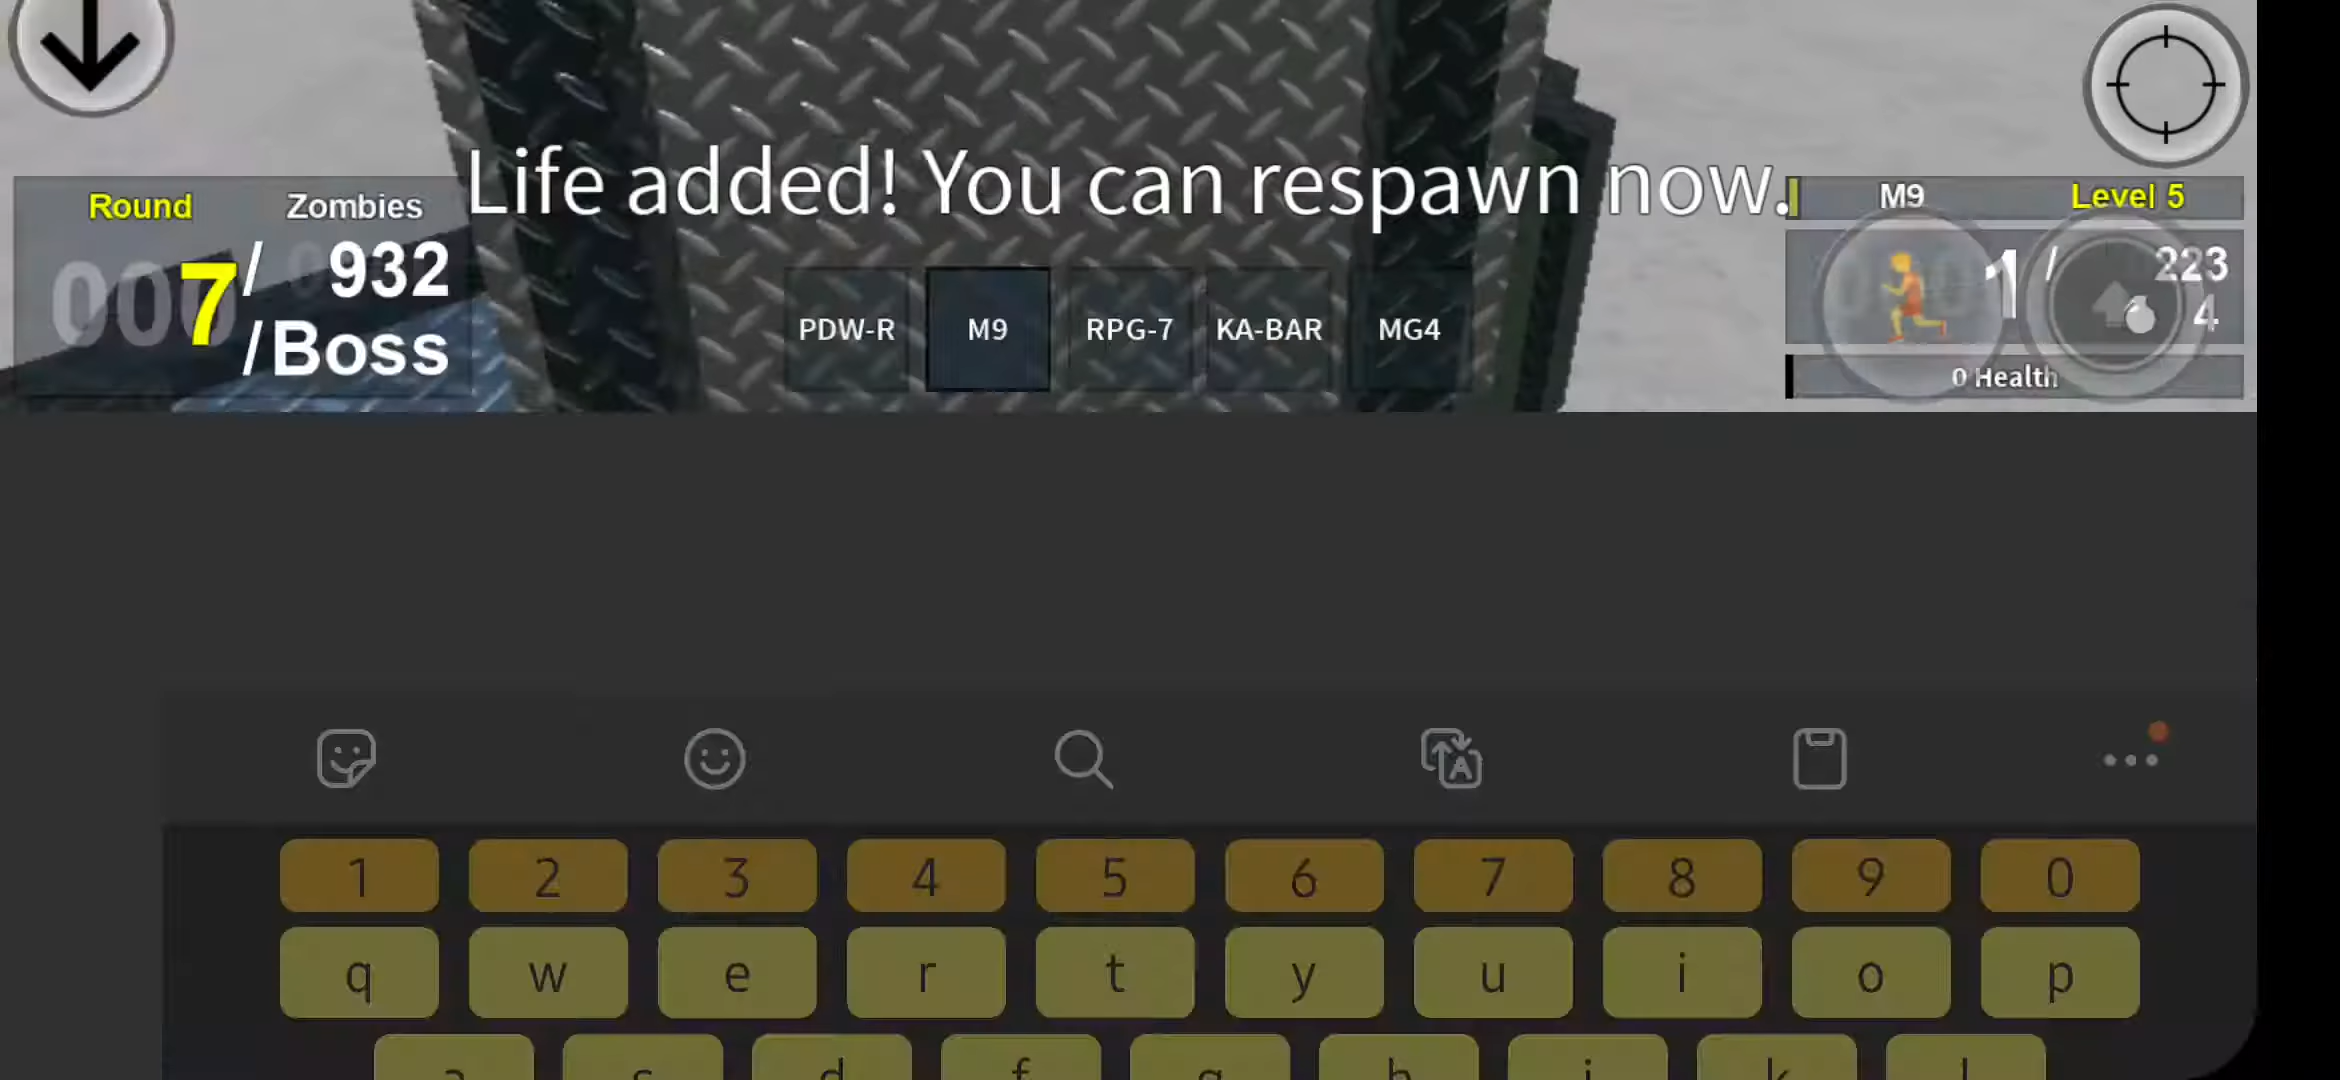 Life added! You can respawn now.
Round Zombies
0007/ 932
/Boss
M9 Level 5
1 / 223
4
0 Health
PDW-R M9 RPG-7 KA-BAR MG4
A
1 2 3 4 5 6 7 8 9 0
q w e r t y u i o p
a s d f g h j k l